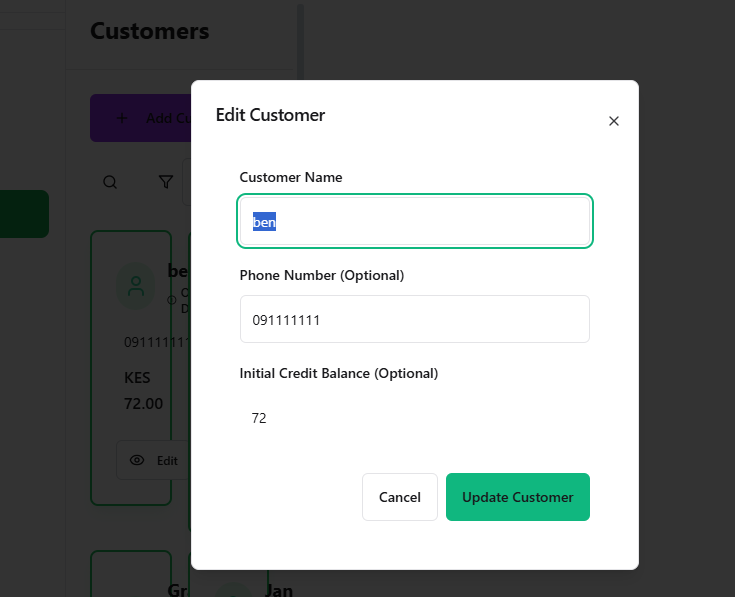 Customers
Add Cu
Edit Customer
Customer Name
ben
Phone Number (Optional)
091111111
Initial Credit Balance (Optional)
72
Cancel
Update Customer
be
O
D
091111111
KES
72.00
Edit
Gr
Jan